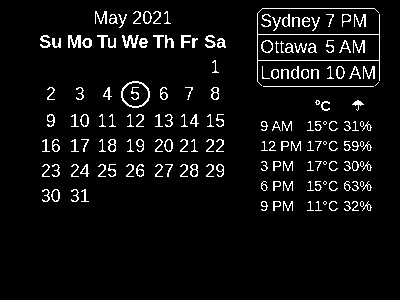 May 2021
Su Mo Tu We Th Fr Sa
1
2 3 4 5 6 7 8
9 10 11 12 13 14 15
16 17 18 19 20 21 22
23 24 25 26 27 28 29
30 31
Sydney 7 PM
Ottawa 5 AM
London 10 AM
°C ☂
9 AM 15°C 31%
12 PM 17°C 59%
3 PM 17°C 30%
6 PM 15°C 63%
9 PM 11°C 32%